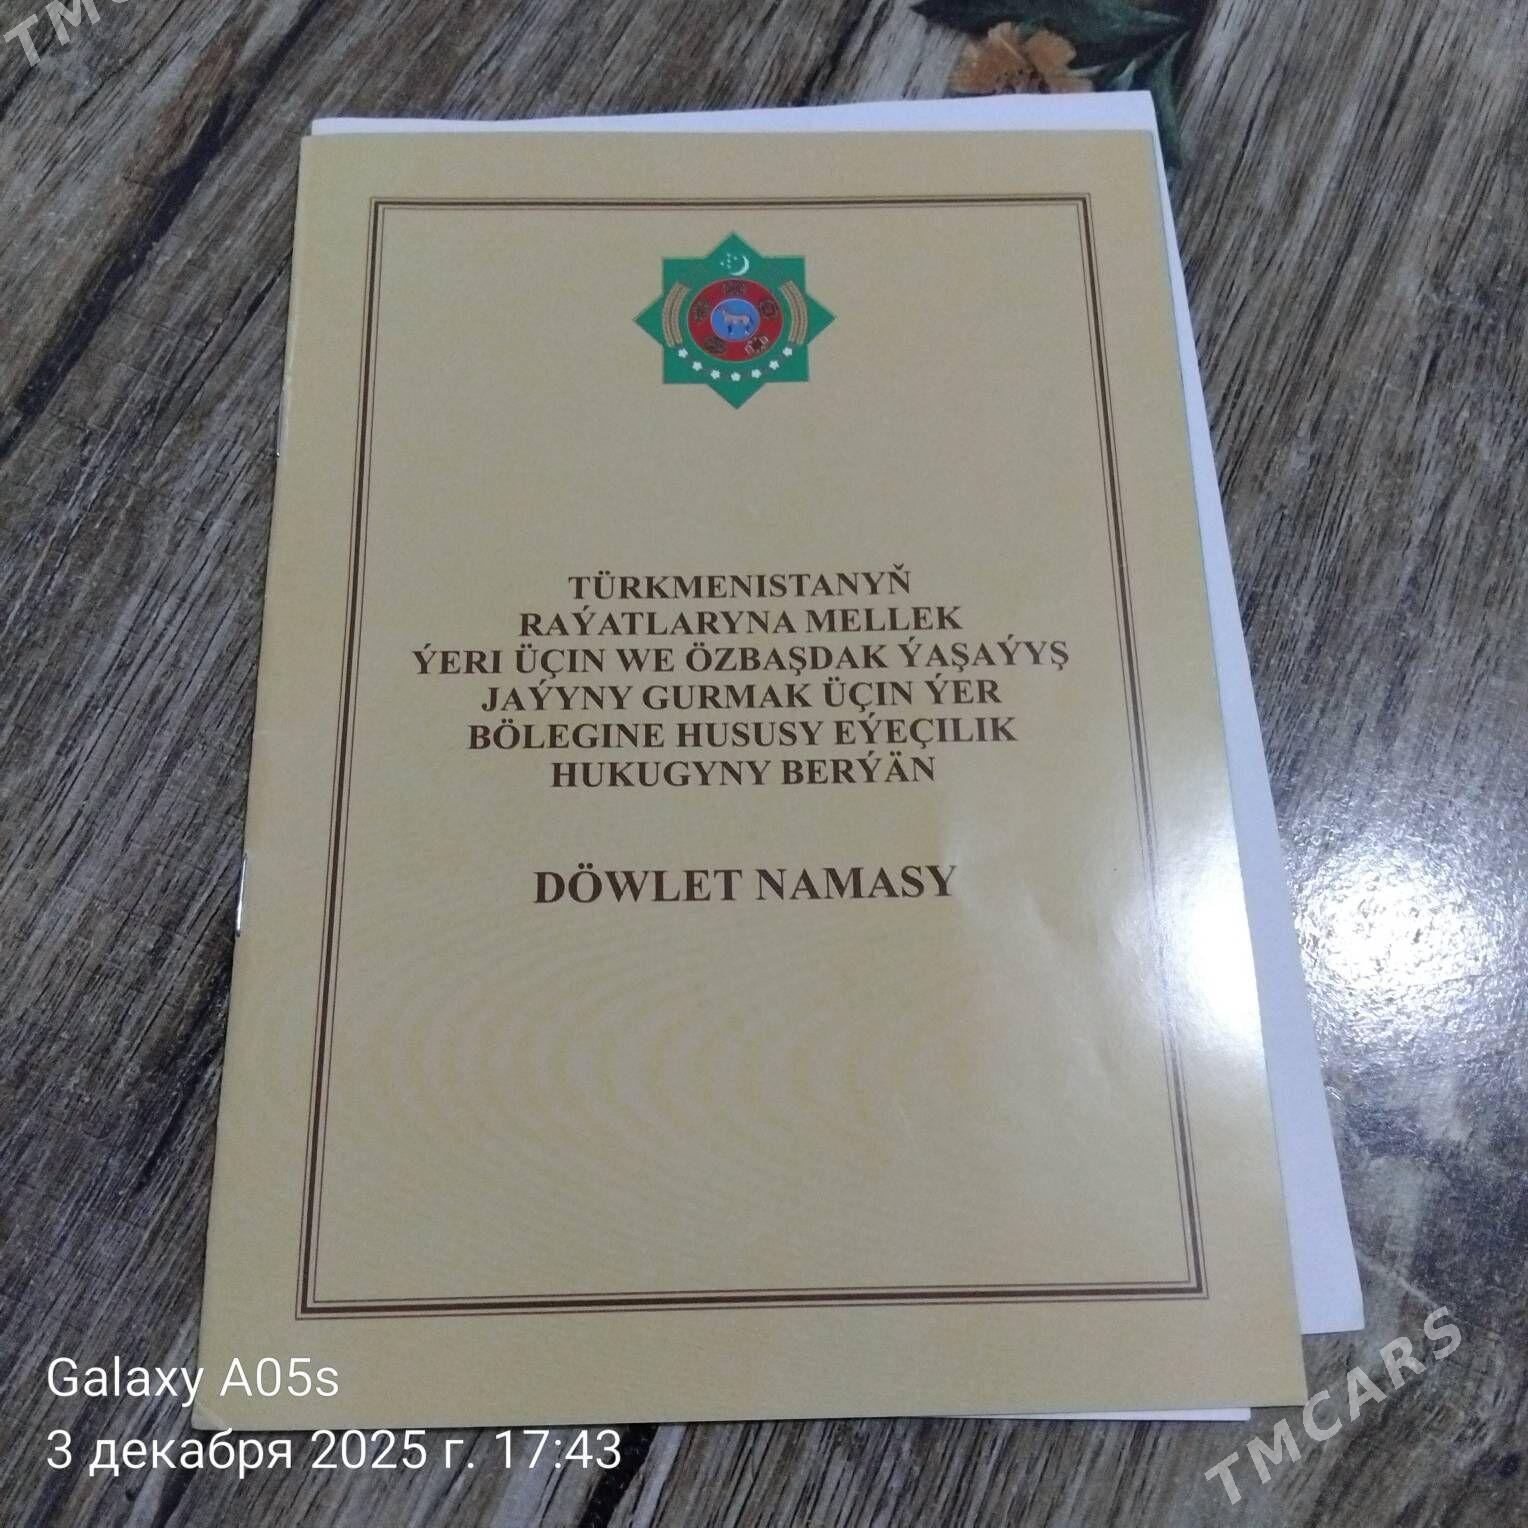 TMCARS
TÜRKMENISTANYŇ
RAÝATLARYNA MELLEK
ÝERI ÜÇIN WE ÖZBAŞDAK ÝAŞAÝYŞ
JAÝYNY GURMAK ÜÇIN ÝER
BÖLEGINE HUSUSY EÝEÇILIK
HUKUGYNY BERÝÄN
DÖWLET NAMASY
Galaxy A05s
3 декабря 2025 г. 17:43